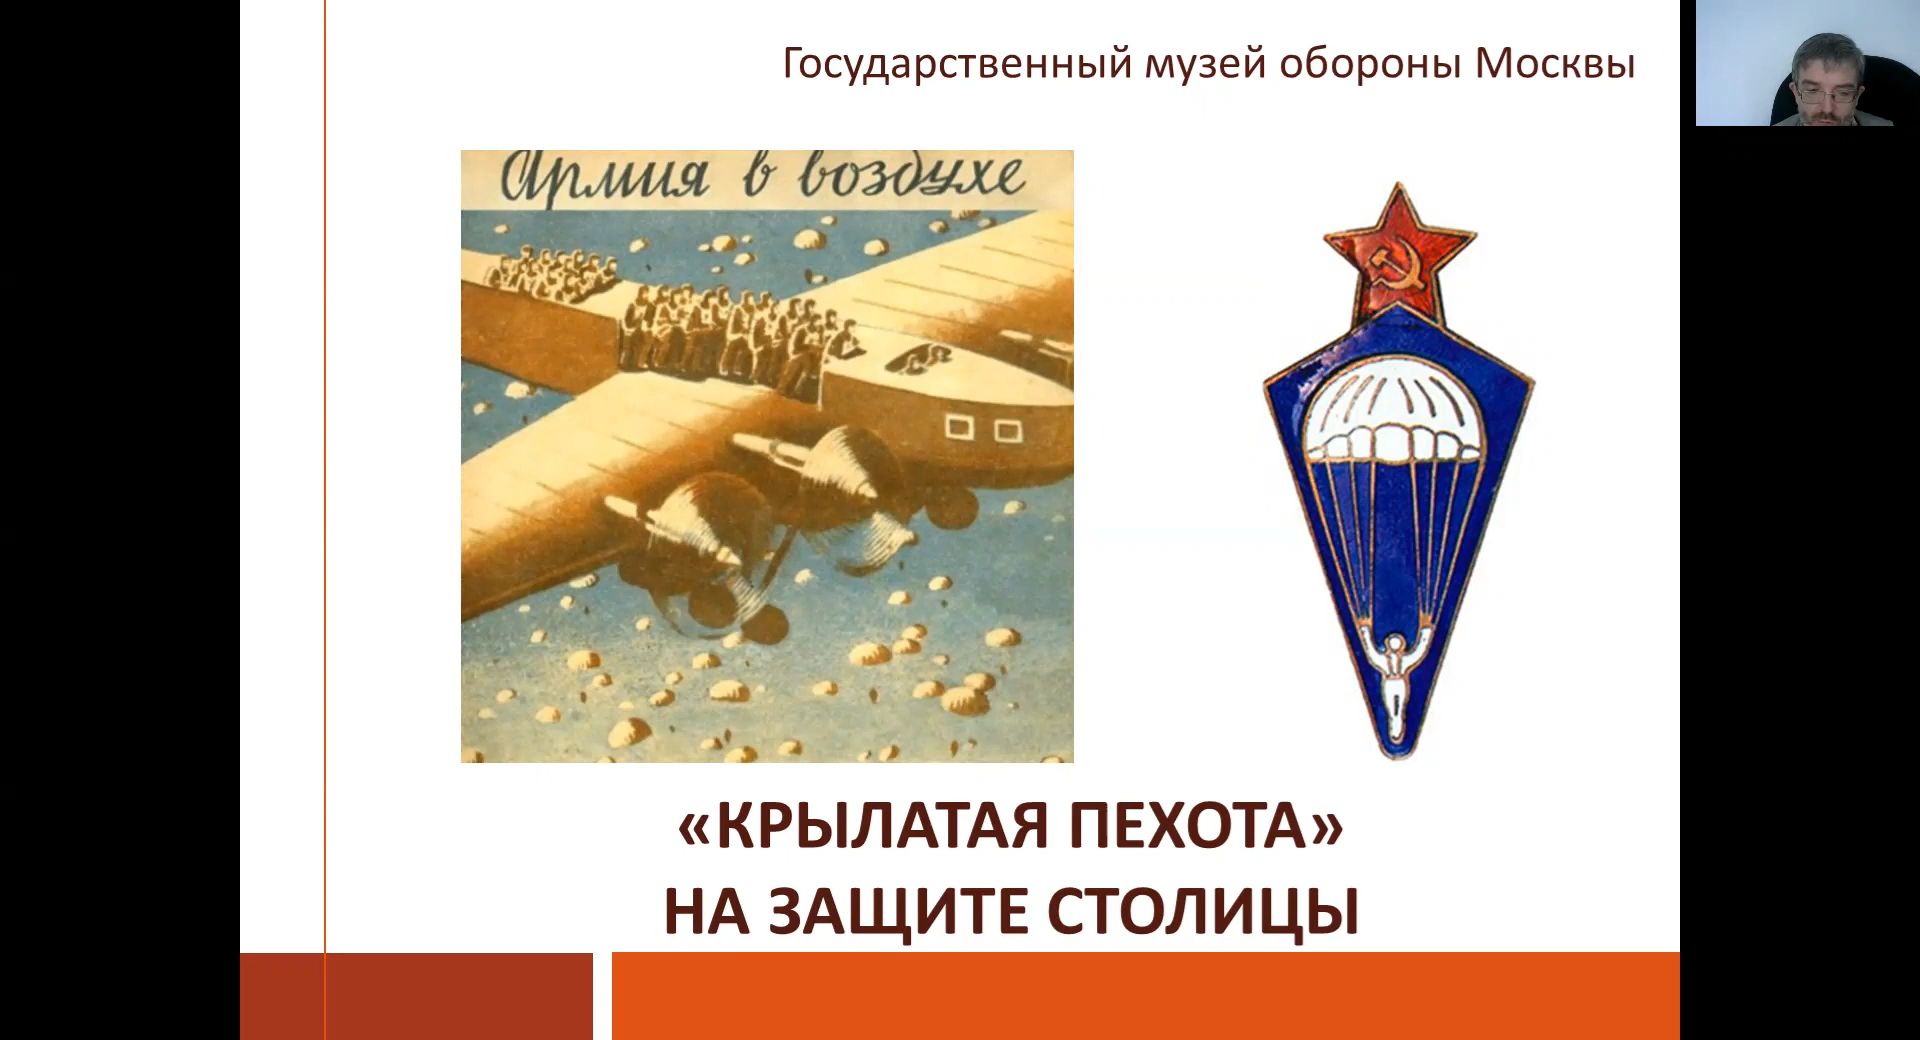 Государственный музей обороны Москвы
Армия в воздухе
«КРЫЛАТАЯ ПЕХОТА»
НА ЗАЩИТЕ СТОЛИЦЫ